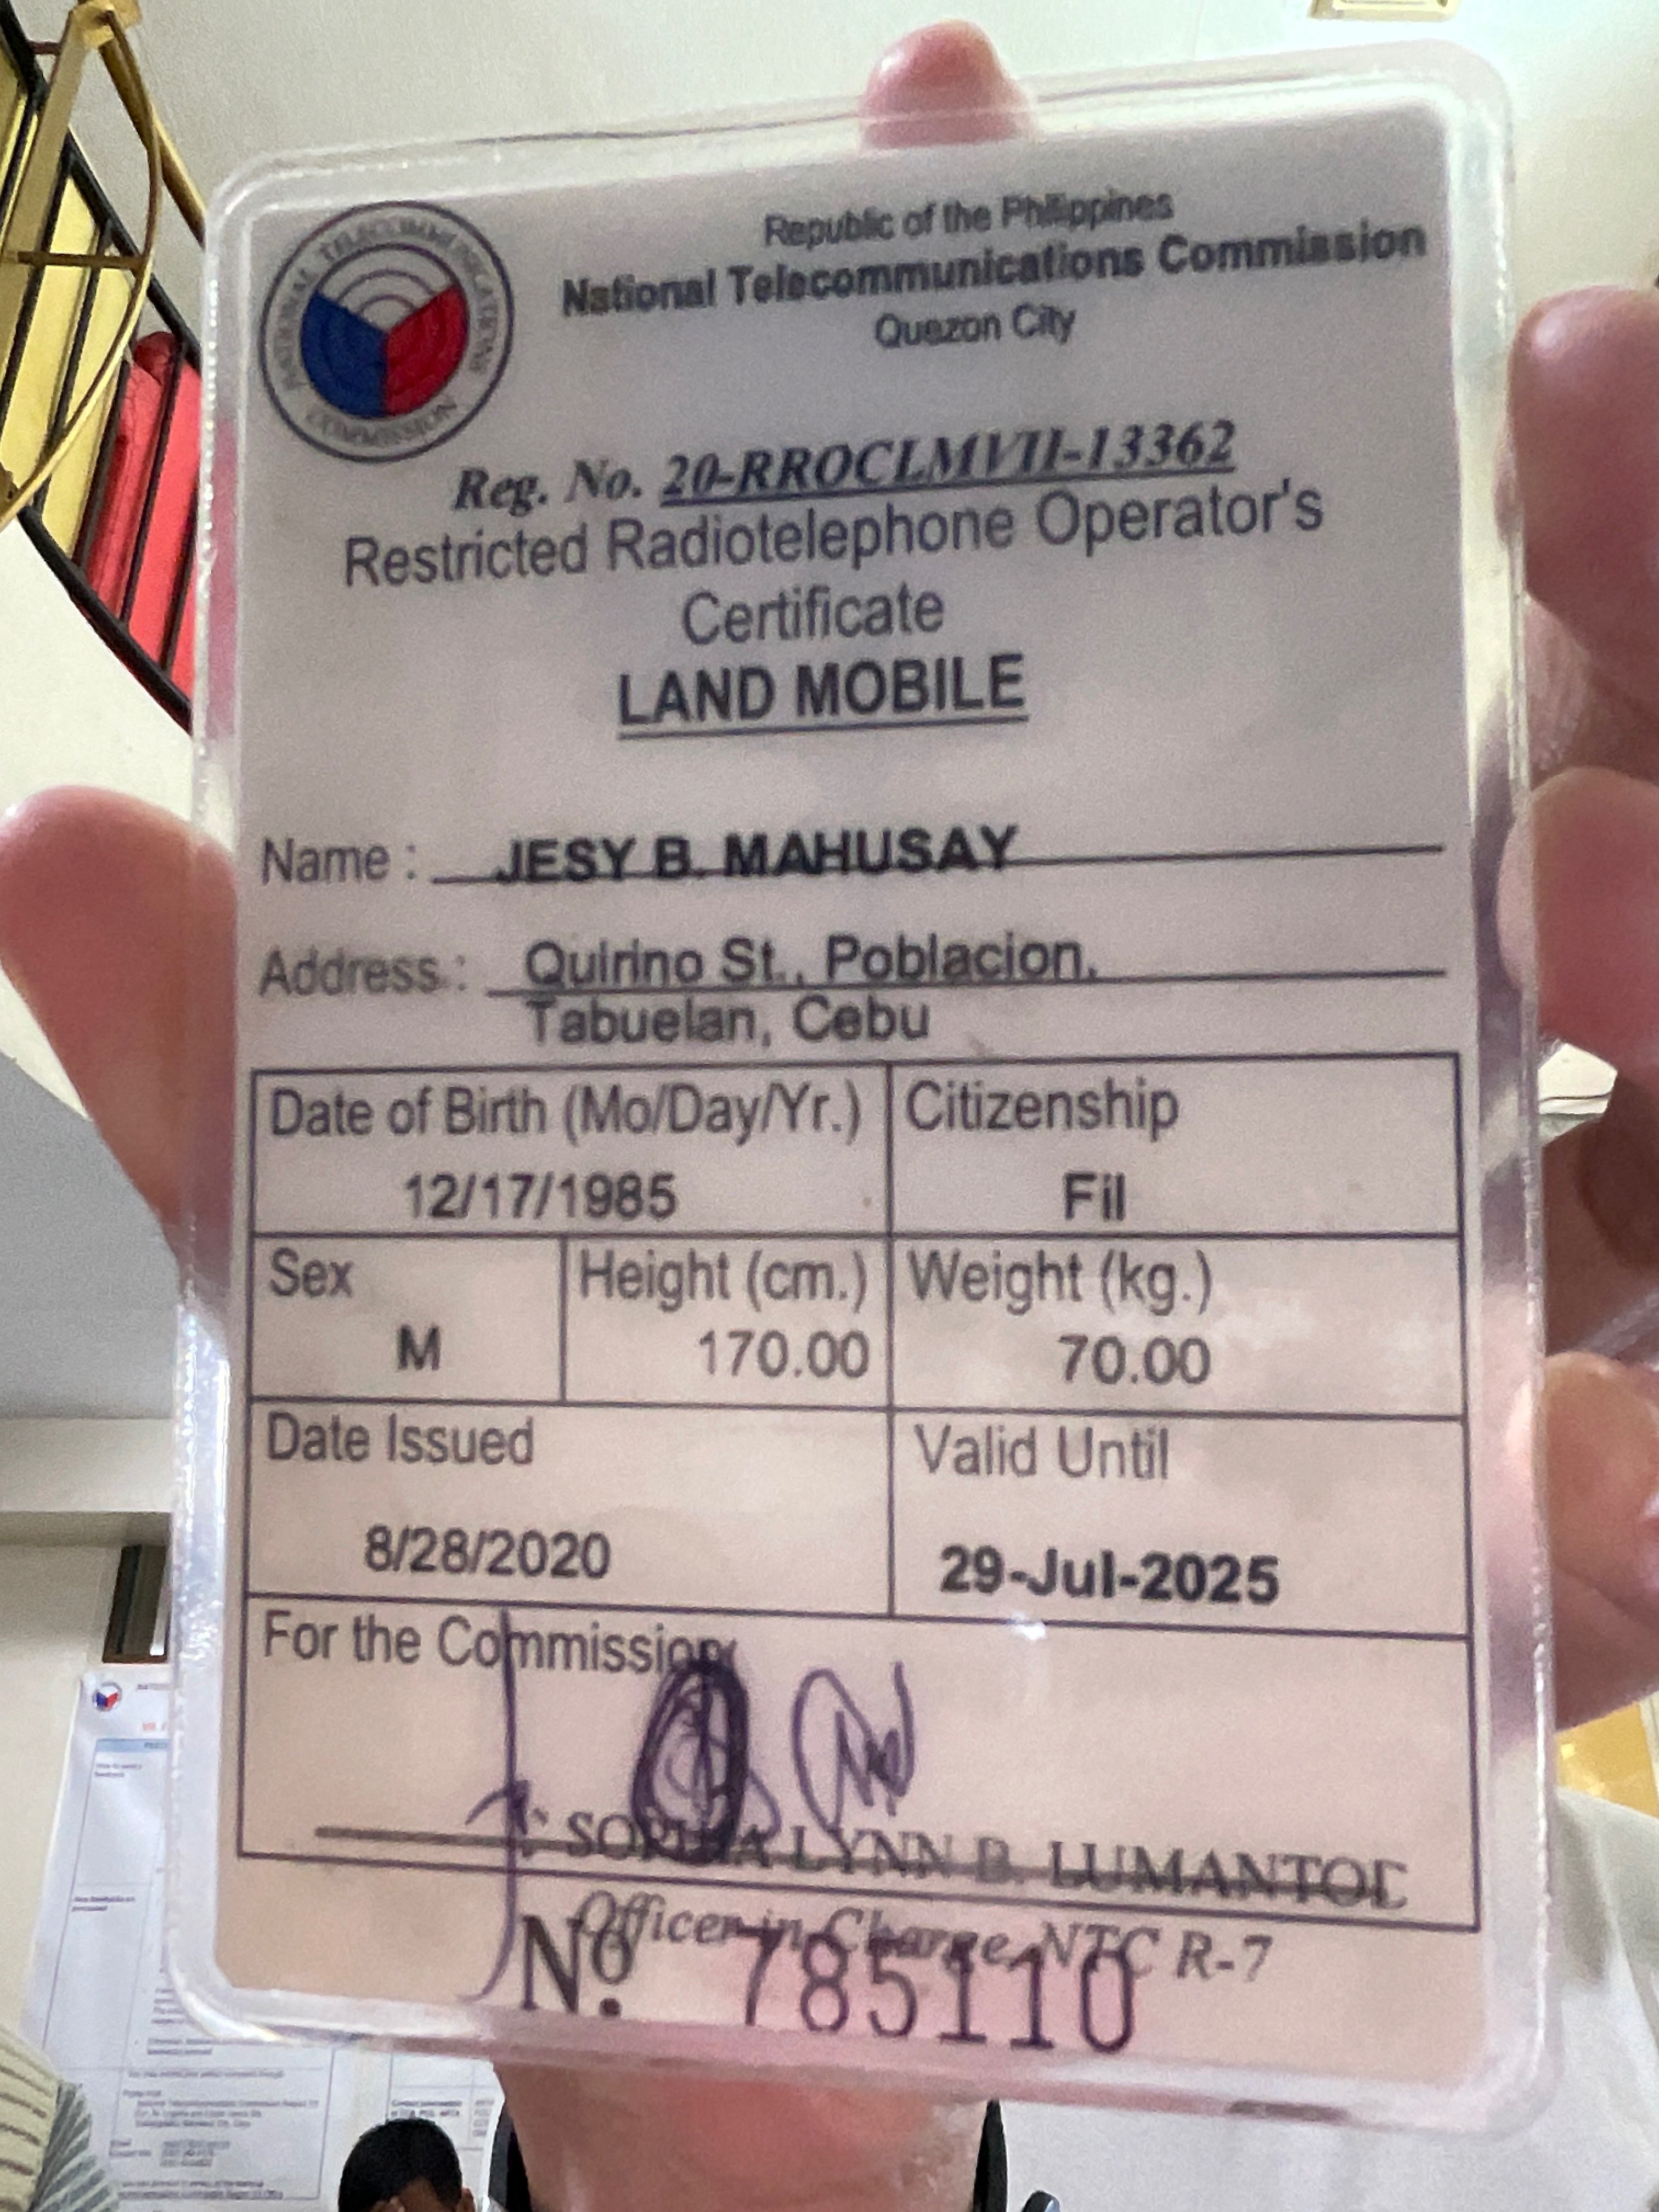 NATIONAL TELECOMMUNICATIONS COMMISSION
Republic of the Philippines
National Telecommunications Commission
Quezon City
Reg. No. 20-RROCLMVII-13362
Restricted Radiotelephone Operator's
Certificate
LAND MOBILE
Name : JESY B. MAHUSAY
Address : Quirino St., Poblacion,
Tabuelan, Cebu
Date of Birth (Mo/Day/Yr.) Citizenship
12/17/1985 Fil
Sex Height (cm.) Weight (kg.)
M 170.00 70.00
Date Issued Valid Until
8/28/2020 29-Jul-2025
For the Commission:
SOPHIA LYNN B. LUMANTOD
Officer-in-Charge, NTC R-7
Nº. 785110